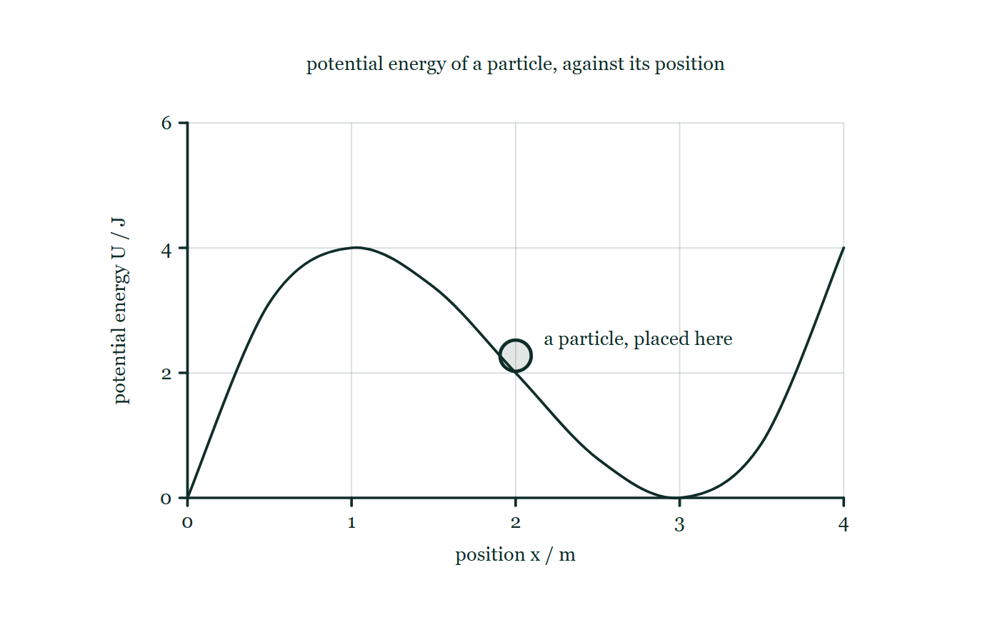 potential energy of a particle, against its position
6
4
2
0
potential energy U / J
a particle, placed here
0 1 2 3 4
position x / m